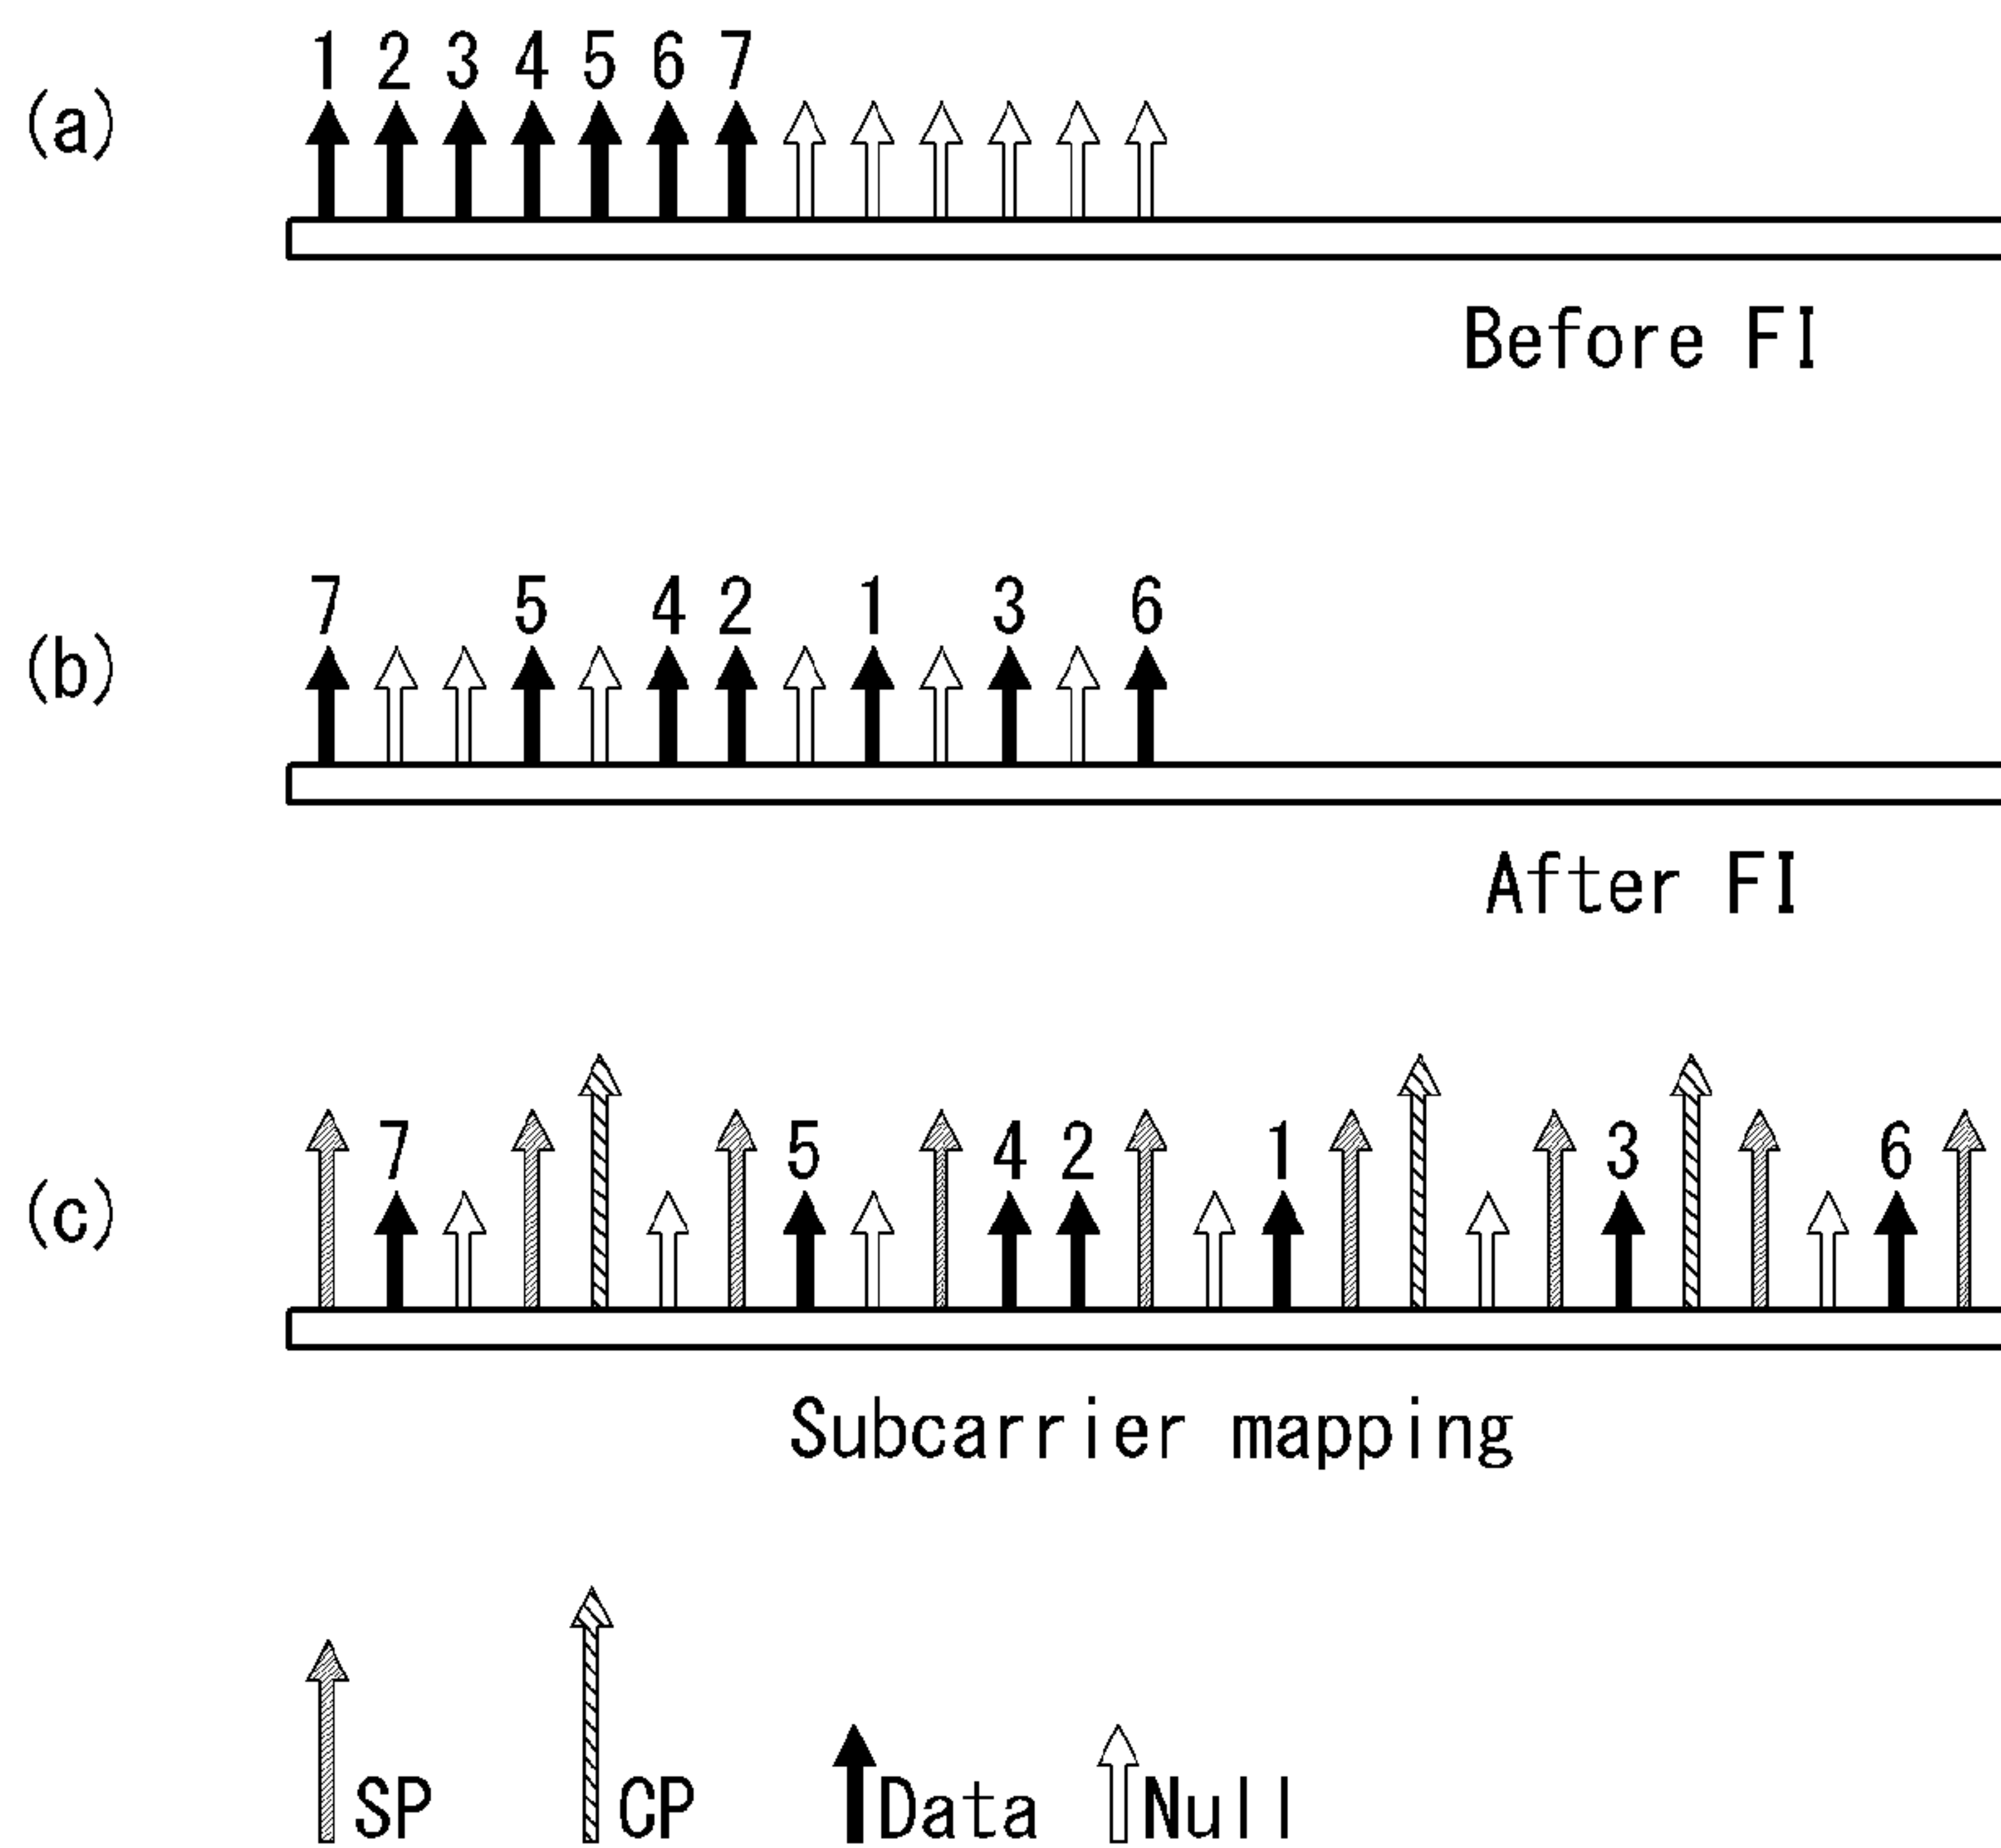 1 2 3 4 5 6 7
(a)
Before FI
7 5 4 2 1 3 6
(b)
After FI
7 5 4 2 1 3 6
(c)
Subcarrier mapping
SP CP Data Null